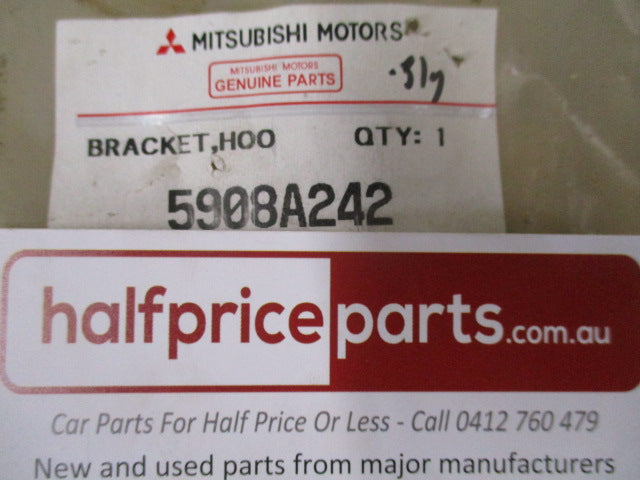 MITSUBISHI MOTORS
MITSUBISHI MOTORS
GENUINE PARTS
BRACKET,HOO QTY: 1
5908A242
halfpriceparts.com.au
Car Parts For Half Price Or Less - Call 0412 760 479
New and used parts from major manufacturers